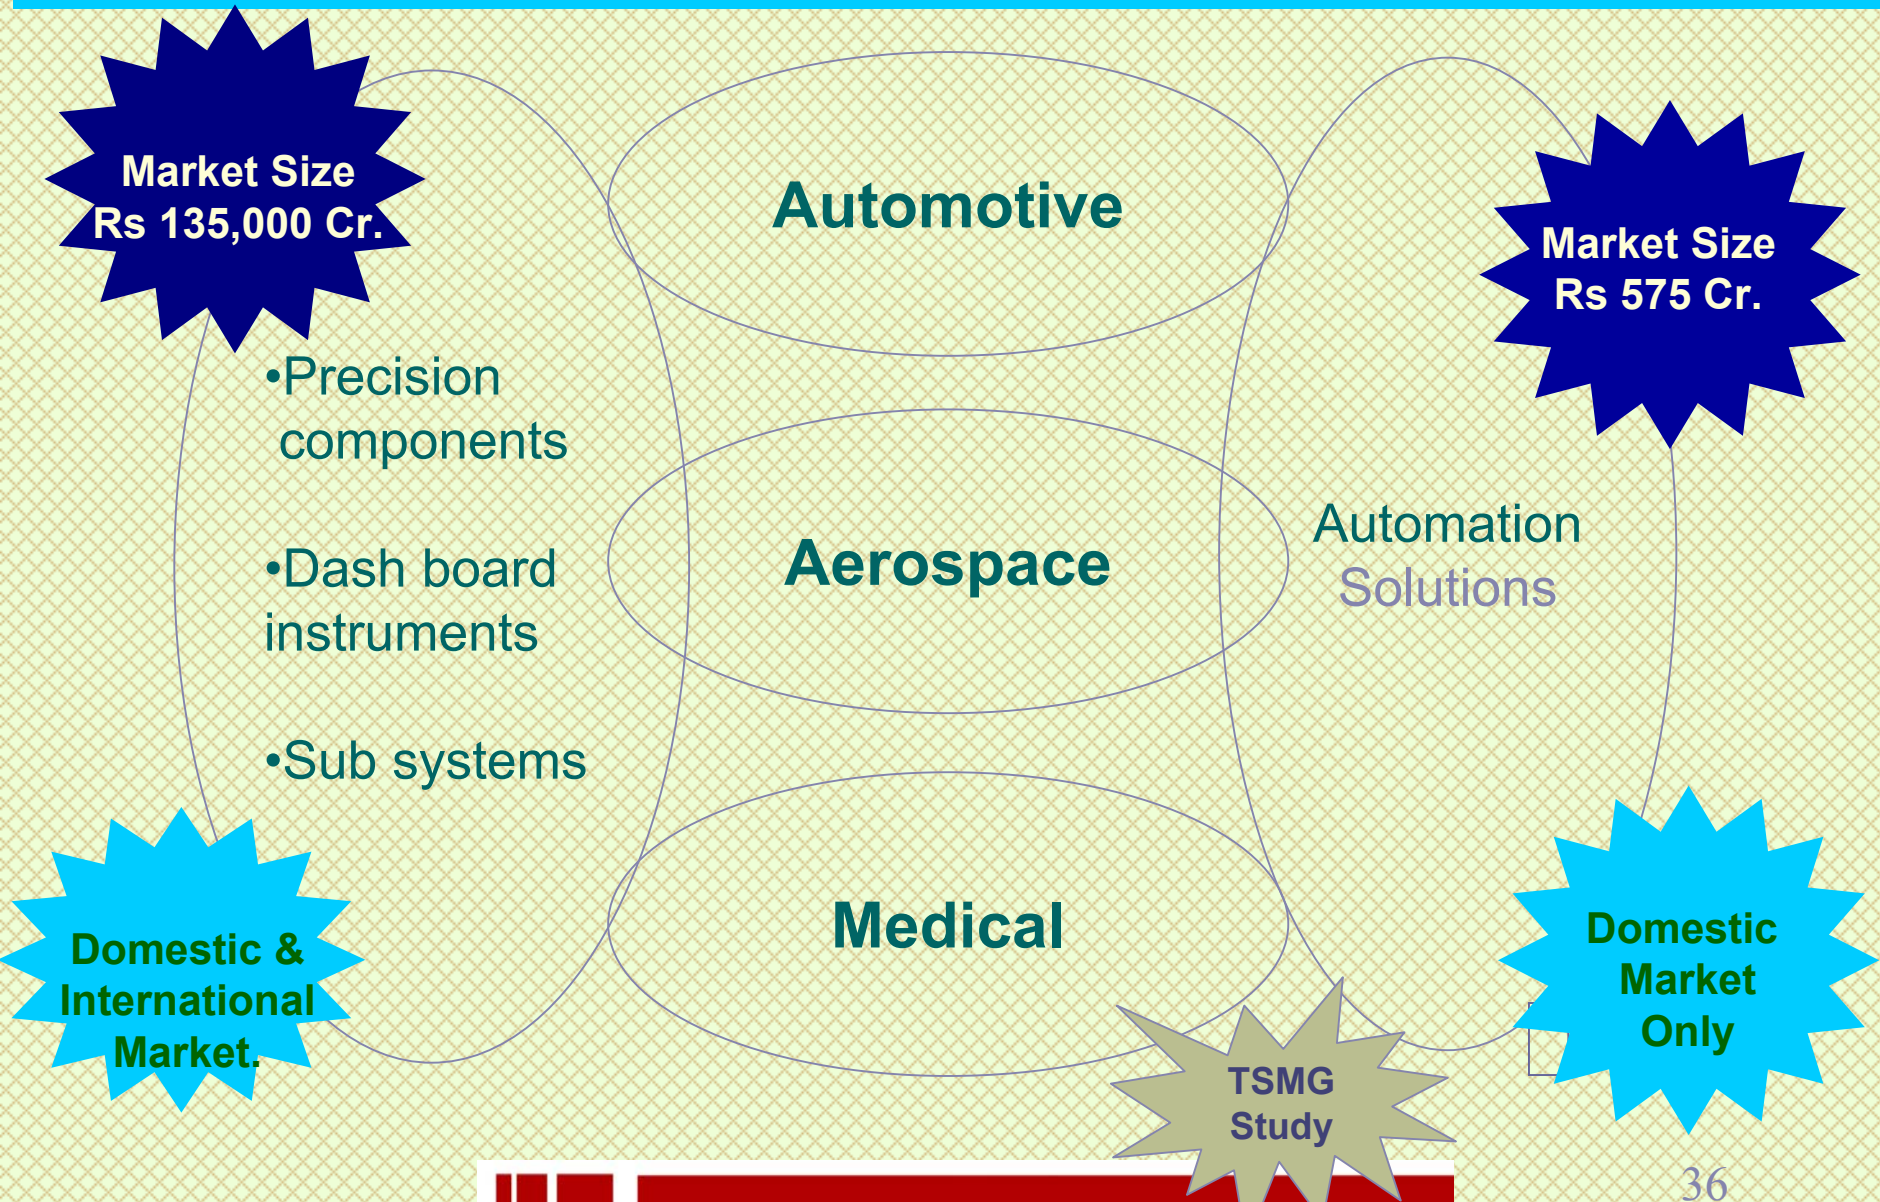 Market Size
Rs 135,000 Cr.
Automotive
Market Size
Rs 575 Cr.
•Precision
components
•Dash board
instruments
•Sub systems
Aerospace
Automation
Solutions
Medical
Domestic &
International
Market.
Domestic
Market
Only
TSMG
Study
36